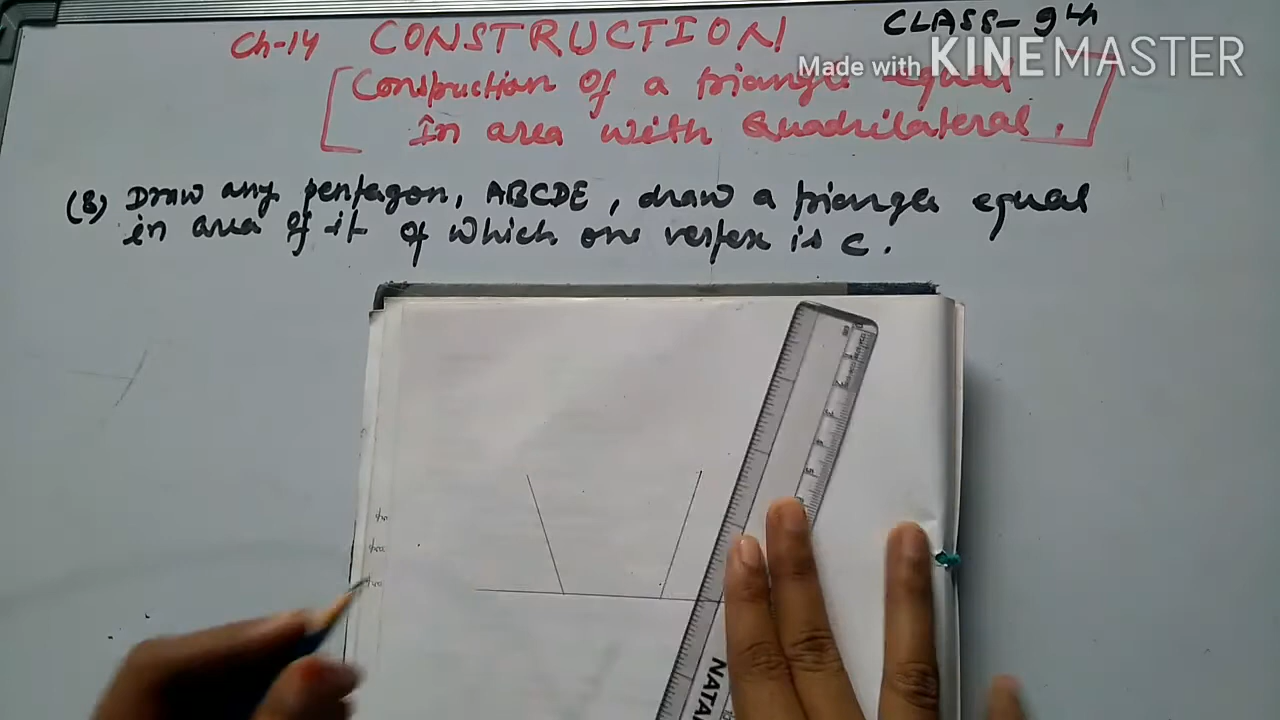 Ch-14 CONSTRUCTION CLASS-9th
Made with KINEMASTER
[Construction of a triangle equal
In area with Quadrilateral.]
(8) Draw any pentagon, ABCDE, draw a triangle equal
in area of it of which one vertex is C.
NATA